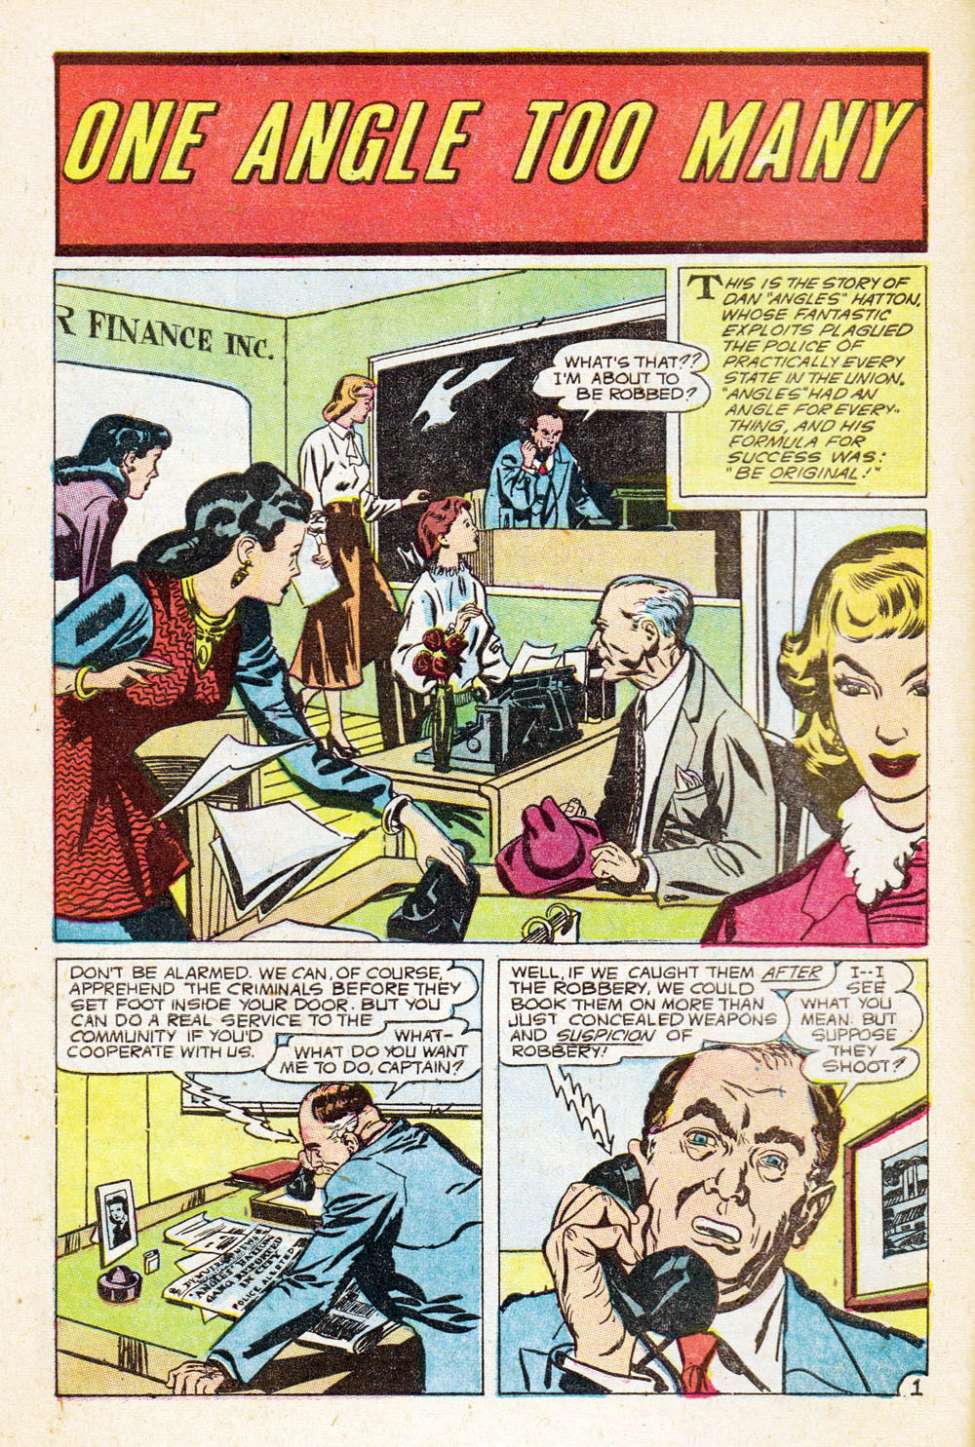 ONE ANGLE TOO MANY
R FINANCE INC.
WHAT'S THAT??
I'M ABOUT TO
BE ROBBED?
THIS IS THE STORY OF
DAN "ANGLES" HATTON,
WHOSE FANTASTIC
EXPLOITS PLAGUED
THE POLICE OF
PRACTICALLY EVERY
STATE IN THE UNION.
"ANGLES" HAD AN
ANGLE FOR EVERY-
THING, AND HIS
FORMULA FOR
SUCCESS WAS:
"BE ORIGINAL!"
DON'T BE ALARMED. WE CAN, OF COURSE,
APPREHEND THE CRIMINALS BEFORE THEY
SET FOOT INSIDE YOUR DOOR. BUT YOU
CAN DO A REAL SERVICE TO THE
COMMUNITY IF YOU'D
COOPERATE WITH US.
WHAT-
WHAT DO YOU WANT
ME TO DO, CAPTAIN?
GANG REPORTED
IN CITY
POLICE ALERTED
WELL, IF WE CAUGHT THEM AFTER
THE ROBBERY, WE COULD
BOOK THEM ON MORE THAN
JUST CONCEALED WEAPONS
AND SUSPICION OF
ROBBERY!
I--I
SEE
WHAT YOU
MEAN. BUT
SUPPOSE
THEY
SHOOT?
1